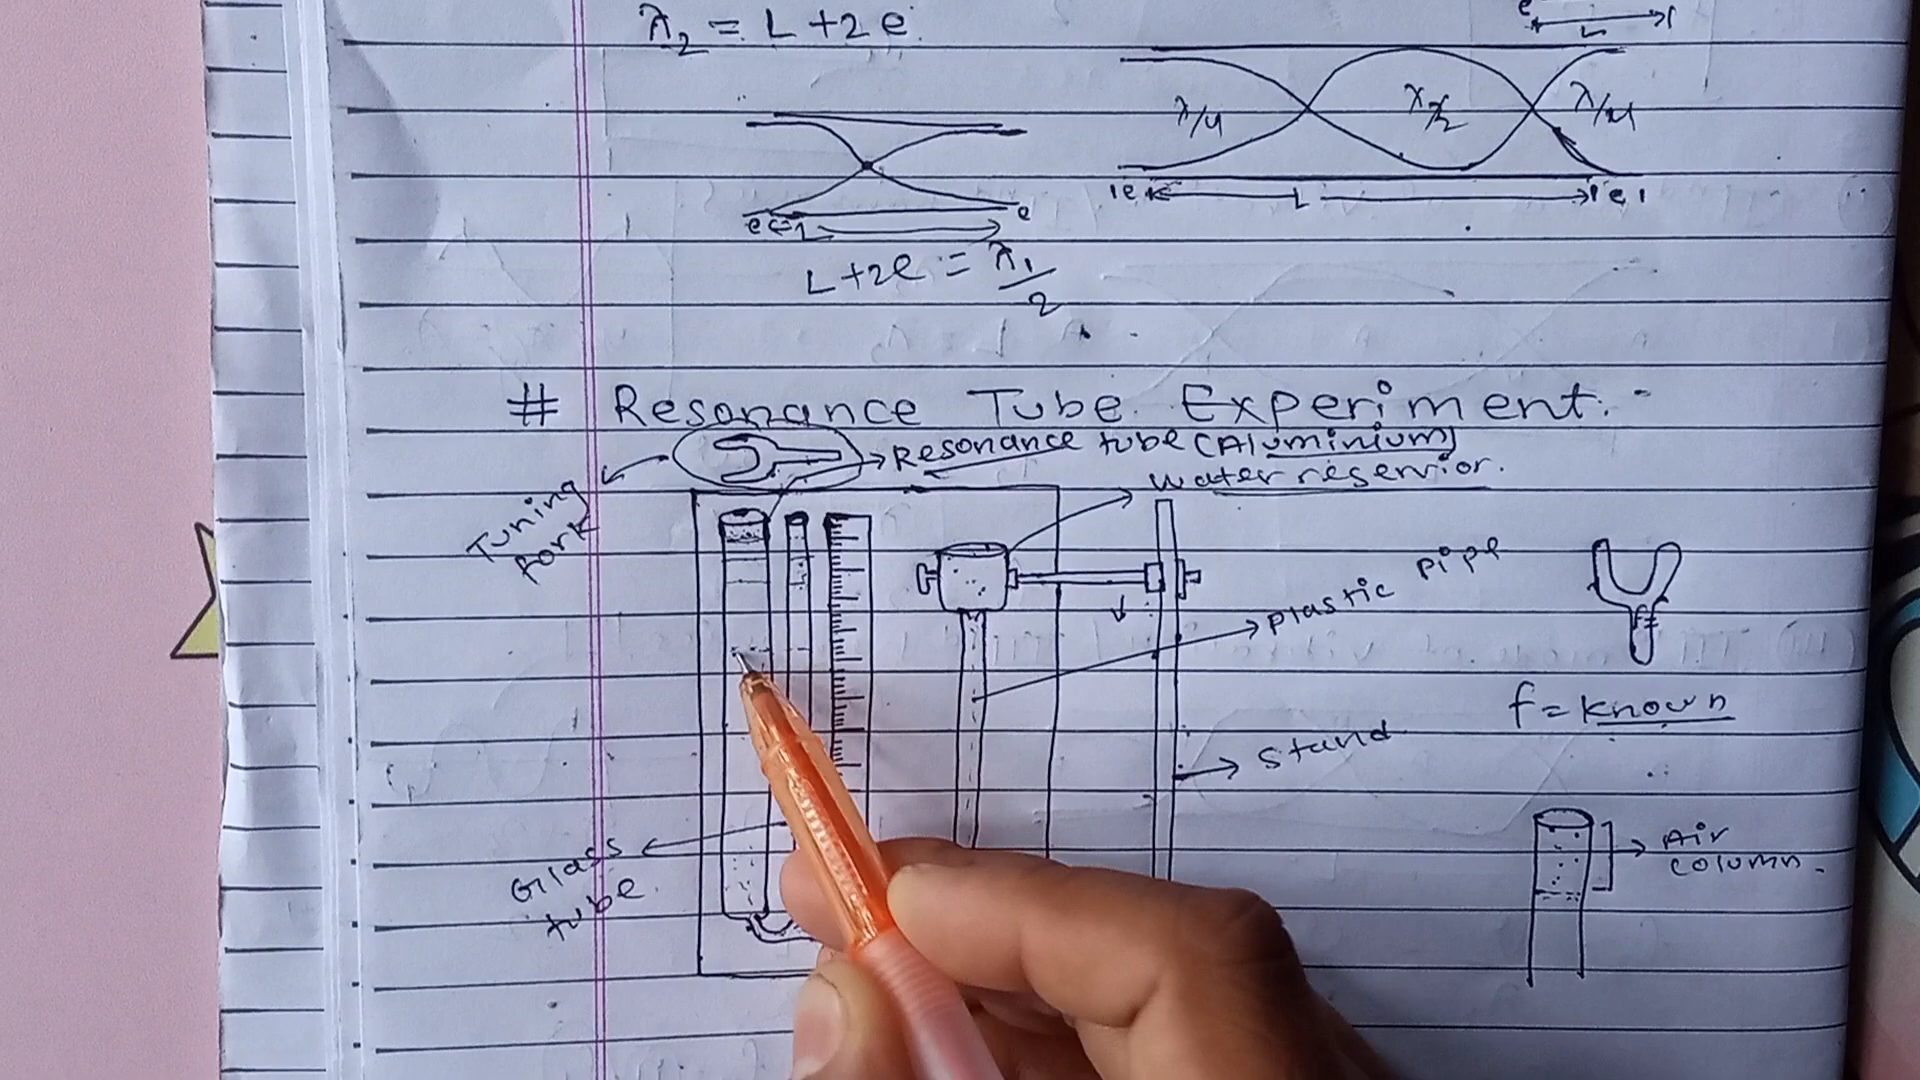 λ₂ = L + 2e
e
L
λ/4
λ/2
λ/4
e
L
e
e
L
e
L + 2e = λ₁/2
# Resonance Tube Experiment :-
Resonance tube (Aluminium)
Water reservior.
Tuning
fork
plastic pipe
f = known
stand
Glass
tube
Air
column